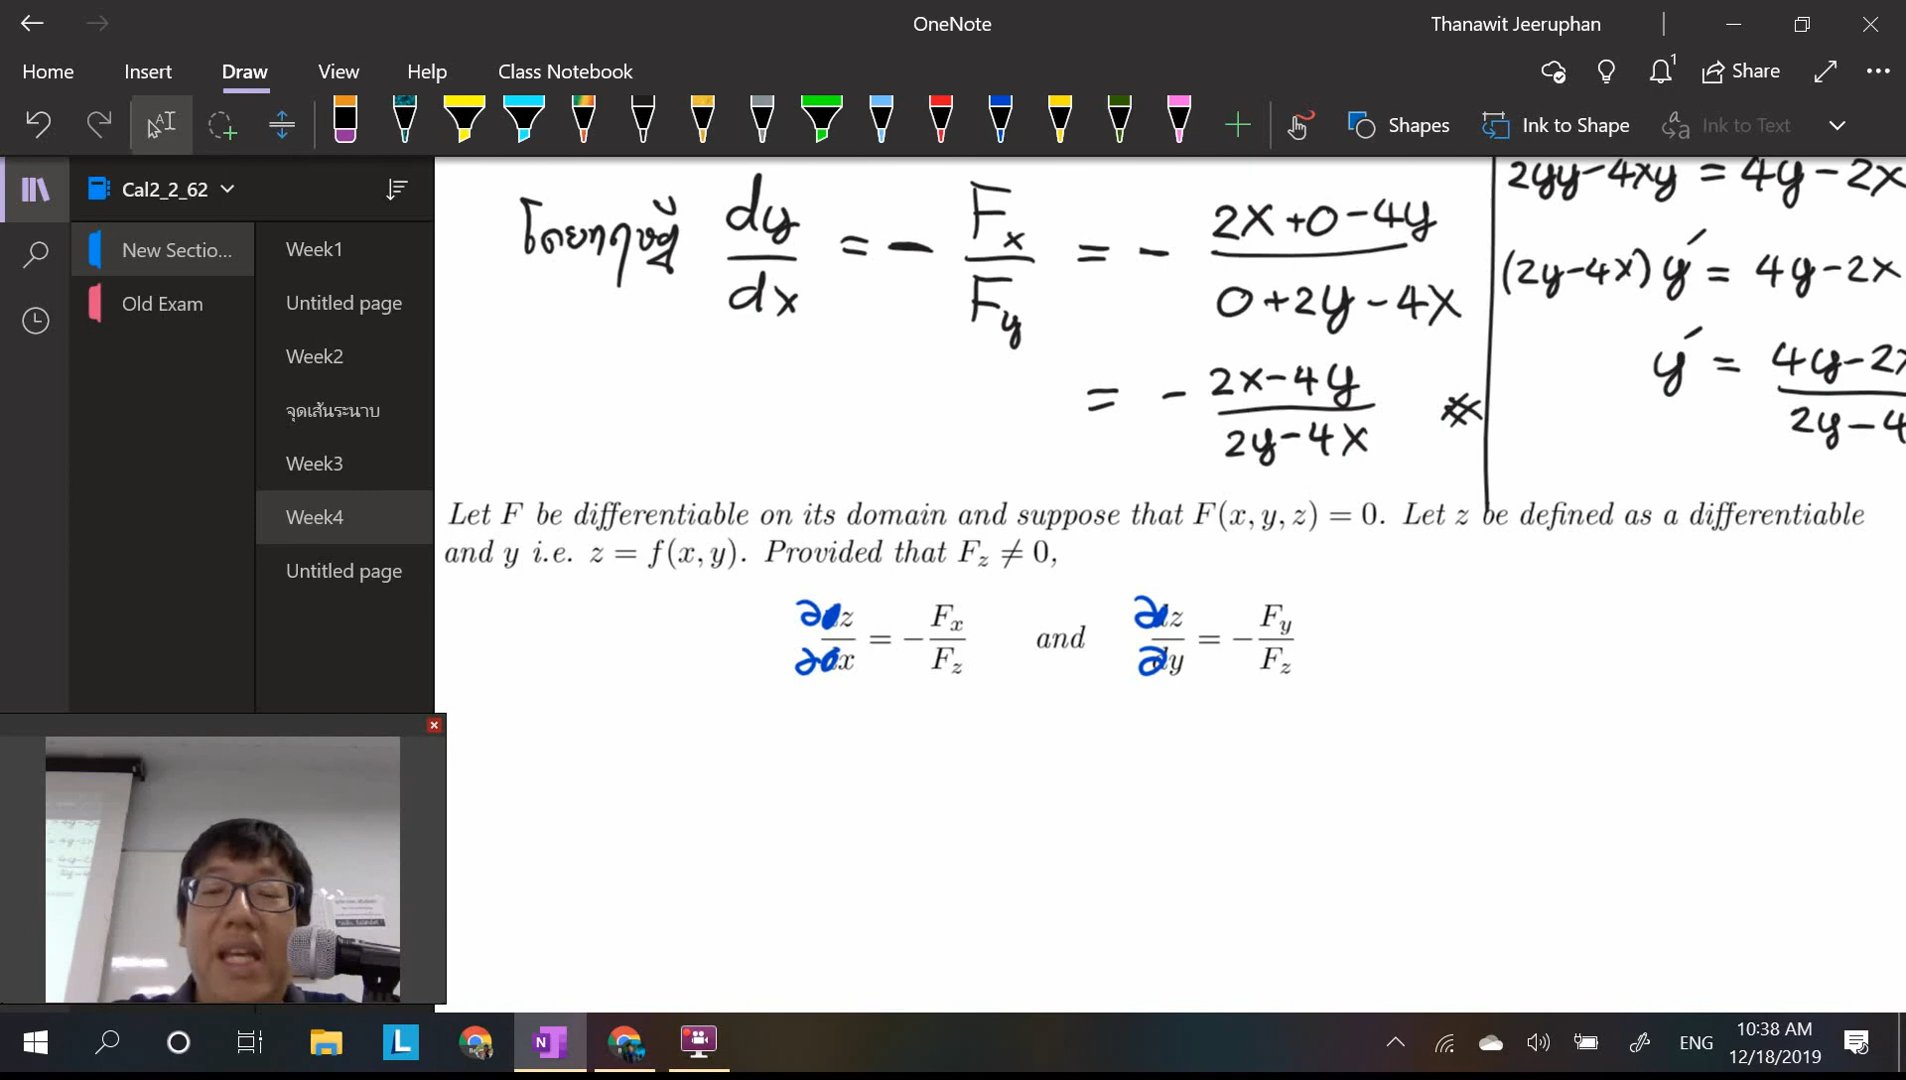 OneNote
Thanawit Jeeruphan
Home Insert Draw View Help Class Notebook
1
Share
Shapes
Ink to Shape
Ink to Text
Cal2_2_62
New Sectio...
Old Exam
Week1
Untitled page
Week2
จุดเส้นระนาบ
Week3
Week4
Untitled page
โดยทฤษฎี dy/dx = - Fx/Fy = - (2x+0-4y)/(0+2y-4x)
= - (2x-4y)/(2y-4x) ※
2yy-4xy = 4y-2x
(2y-4x) y′ = 4y-2x
y′ = (4y-2x)/(2y-4
Let F be differentiable on its domain and suppose that F(x, y, z) = 0. Let z be defined as a differentiable
and y i.e. z = f(x, y). Provided that Fz ≠ 0,
∂z/∂x = − Fx/Fz and ∂z/∂y = − Fy/Fz
ENG
10:38 AM
12/18/2019